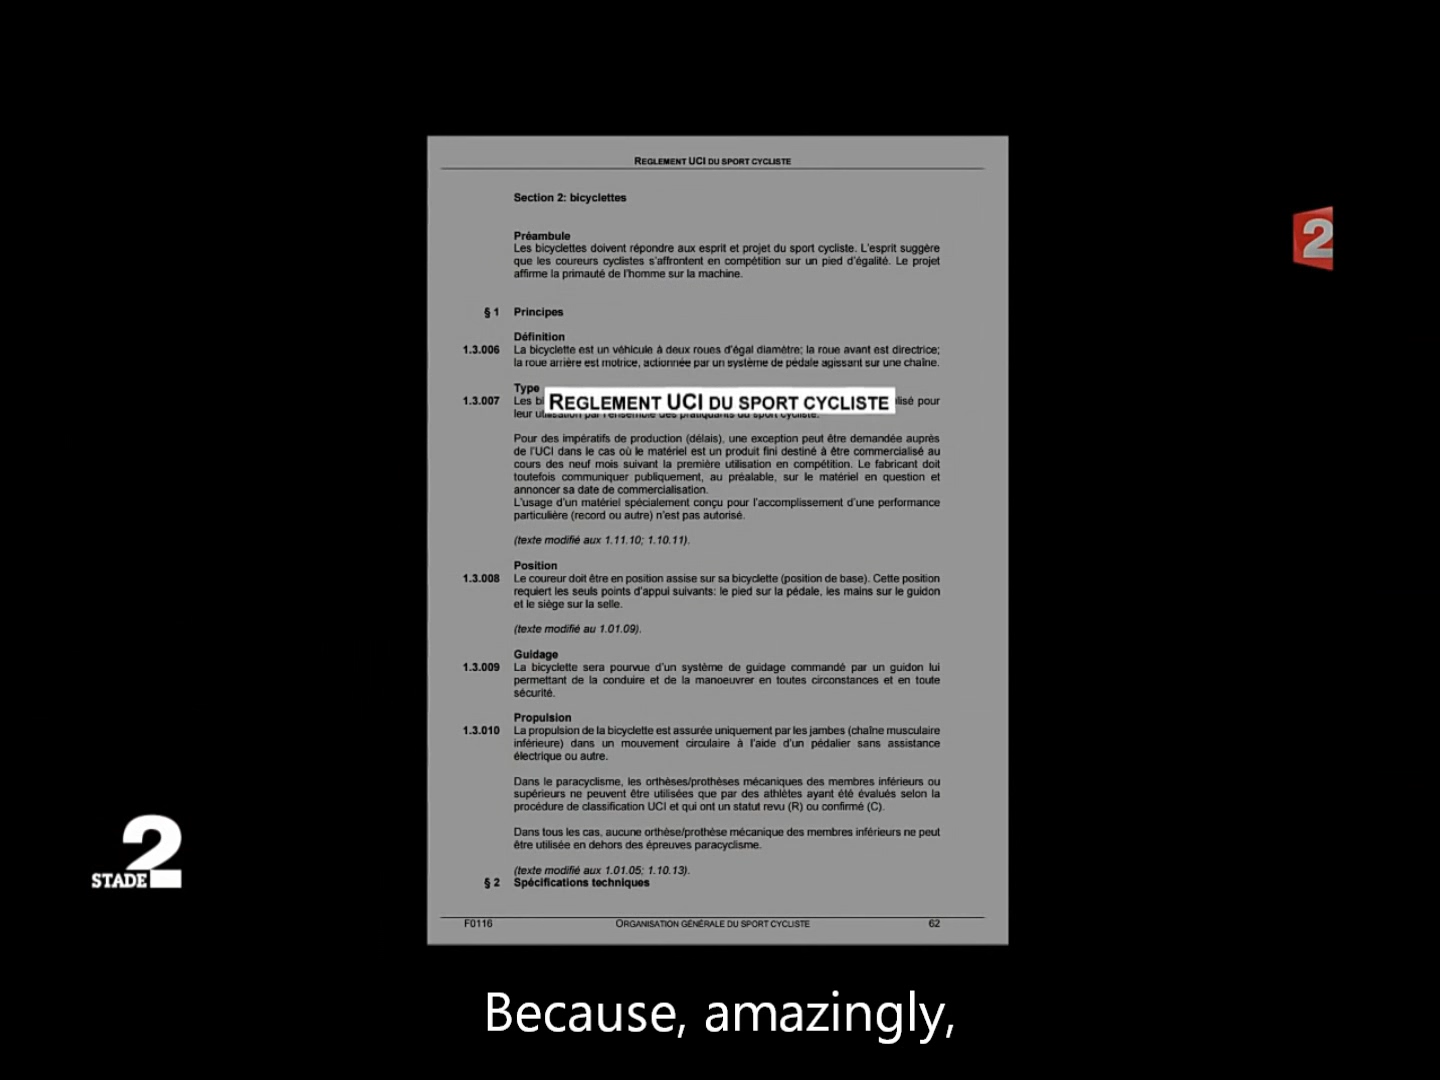 REGLEMENT UCI DU SPORT CYCLISTE
Section 2: bicyclettes
Préambule
Les bicyclettes doivent répondre aux esprit et projet du sport cycliste. L'esprit suggère
que les coureurs cyclistes s'affrontent en compétition sur un pied d'égalité. Le projet
affirme la primauté de l'homme sur la machine.
§ 1 Principes
Définition
1.3.006 La bicyclette est un véhicule à deux roues d'égal diamètre; la roue avant est directrice;
la roue arrière est motrice, actionnée par un système de pédale agissant sur une chaîne.
Type
1.3.007 Les
pour
REGLEMENT UCI DU SPORT CYCLISTE
leur utilisation par l'ensemble des pratiquants du sport cycliste.
Pour des impératifs de production (délais), une exception peut être demandée auprès
de l'UCI dans le cas où le matériel est un produit fini destiné à être commercialisé au
cours des neuf mois suivant la première utilisation en compétition. Le fabricant doit
toutefois communiquer publiquement, au préalable, sur le matériel en question et
annoncer sa date de commercialisation.
L'usage d'un matériel spécialement conçu pour l'accomplissement d'une performance
particulière (record ou autre) n'est pas autorisé.
(texte modifié aux 1.11.10; 1.10.11).
Position
1.3.008 Le coureur doit être en position assise sur sa bicyclette (position de base). Cette position
requiert les seuls points d'appui suivants: le pied sur la pédale, les mains sur le guidon
et le siège sur la selle.
(texte modifié au 1.01.09).
Guidage
1.3.009 La bicyclette sera pourvue d'un système de guidage commandé par un guidon lui
permettant de la conduire et de la manoeuvrer en toutes circonstances et en toute
sécurité.
Propulsion
1.3.010 La propulsion de la bicyclette est assurée uniquement par les jambes (chaîne musculaire
inférieure) dans un mouvement circulaire à l'aide d'un pédalier sans assistance
électrique ou autre.
Dans le paracyclisme, les orthèses/prothèses mécaniques des membres inférieurs ou
supérieurs ne peuvent être utilisées que par des athlètes ayant été évalués selon la
procédure de classification UCI et qui ont un statut revu (R) ou confirmé (C).
Dans tous les cas, aucune orthèse/prothèse mécanique des membres inférieurs ne peut
être utilisée en dehors des épreuves paracyclisme.
(texte modifié aux 1.01.05; 1.10.13).
§ 2 Spécifications techniques
F0116 ORGANISATION GÉNÉRALE DU SPORT CYCLISTE 62
2
STADE 2
Because, amazingly,